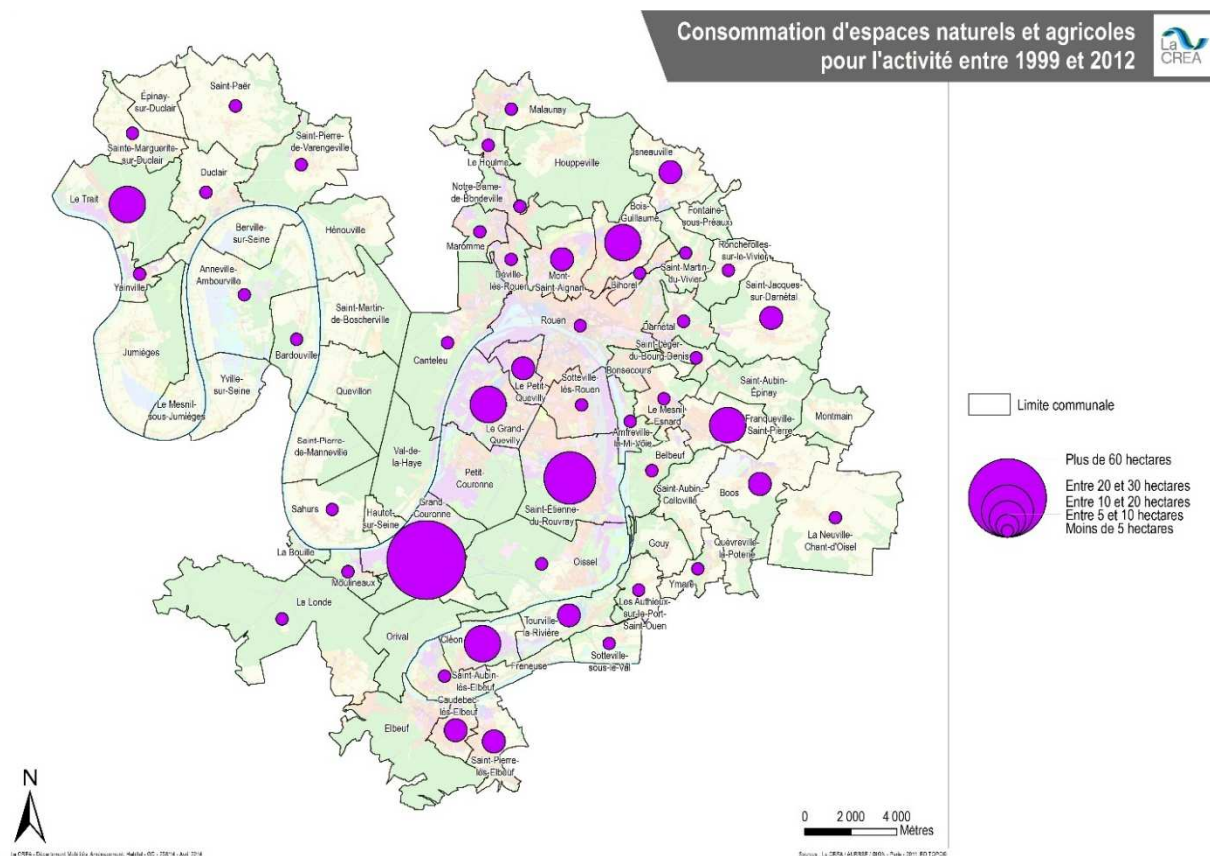 Consommation d'espaces naturels et agricoles
pour l'activité entre 1999 et 2012
La
CREA
Épinay-
sur-Duclair
Saint-Paër
Sainte-Marguerite-
sur-Duclair
Saint-Pierre-
de-Varengeville
Duclair
Le Trait
Yainville
Berville-
sur-Seine
Hénouville
Anneville-
Ambourville
Jumièges
Bardouville
Saint-Martin-
de-Boscherville
Le Mesnil-
sous-Jumièges
Yville-
sur-Seine
Quevillon
Saint-Pierre-
de-Manneville
Val-de-
la-Haye
Sahurs
Hautot-
sur-Seine
Malaunay
Le Houlme
Houppeville
Isneauville
Notre-Dame-
de-Bondeville
Bois-
Guillaume
Fontaine-
sous-Préaux
Maromme
Déville-
lès-Rouen
Mont-
Saint-Aignan
Bihorel
Saint-Martin-
du-Vivier
Roncherolles-
sur-le-Vivier
Saint-Jacques-
sur-Darnétal
Canteleu
Rouen
Darnétal
Saint-Léger-
du-Bourg-Denis
Le Petit-
Quevilly
Sotteville-
lès-Rouen
Bonsecours
Saint-Aubin-
Épinay
Montmain
Le Grand-
Quevilly
Amfreville-
la-Mi-Voie
Le Mesnil-
Esnard
Franqueville-
Saint-Pierre
Petit-
Couronne
Belbeuf
Saint-Aubin-
Celloville
Boos
Grand-
Couronne
Saint-Étienne-
du-Rouvray
La Neuville-
Chant-d'Oisel
La Bouille
Moulineaux
Oissel
Gouy
Quévreville-
la-Poterie
Ymare
La Londe
Orival
Les Authieux-
sur-le-Port-
Saint-Ouen
Tourville-
la-Rivière
Cléon
Freneuse
Sotteville-
sous-le-Val
Saint-Aubin-
lès-Elbeuf
Caudebec-
lès-Elbeuf
Elbeuf
Saint-Pierre-
lès-Elbeuf
Limite communale
Plus de 60 hectares
Entre 20 et 30 hectares
Entre 10 et 20 hectares
Entre 5 et 10 hectares
Moins de 5 hectares
N
0 2 000 4 000
Mètres